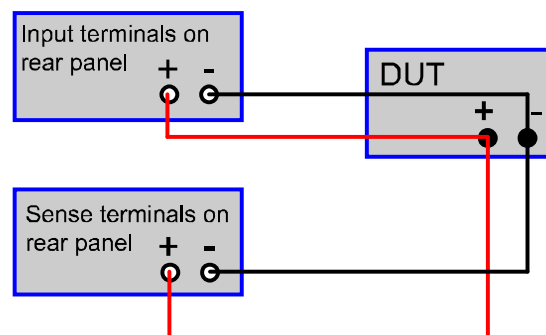 Input terminals on
rear panel
+ -
DUT
+ -
Sense terminals on
rear panel
+ -